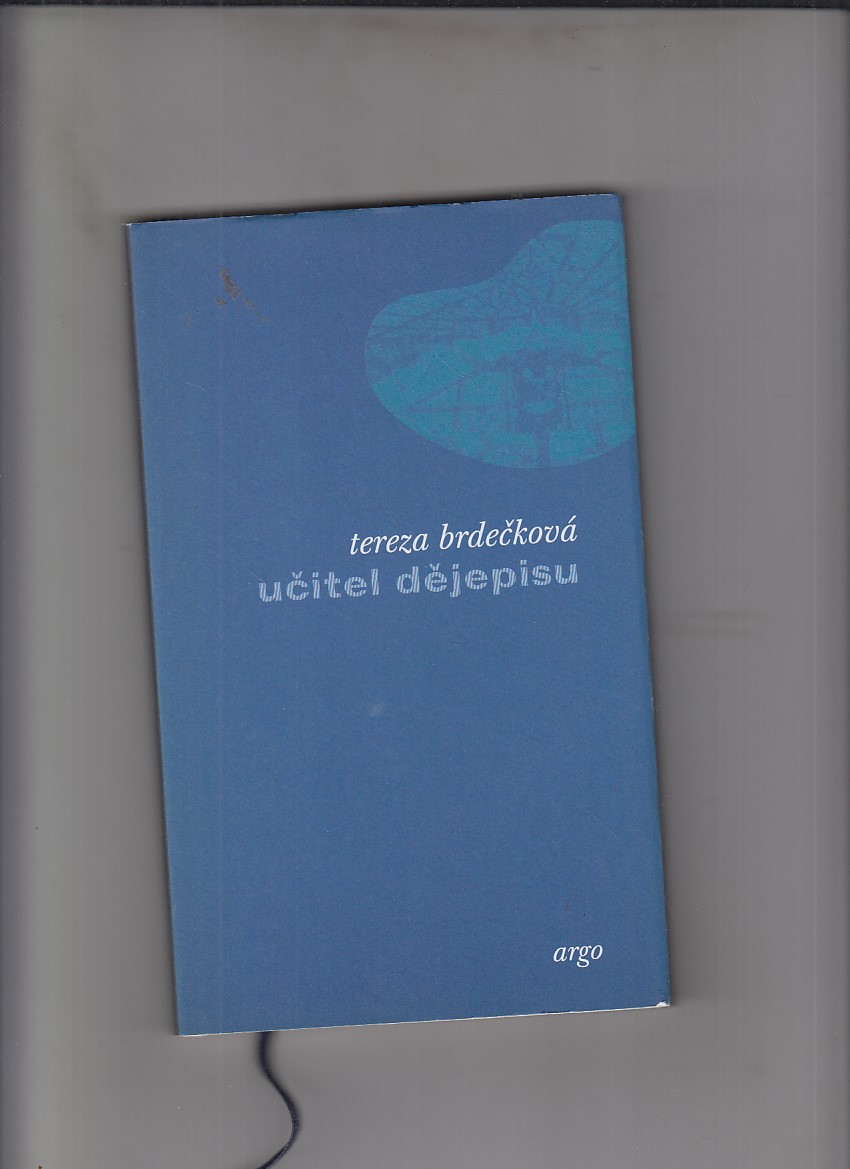 tereza brdečková
učitel dějepisu
argo